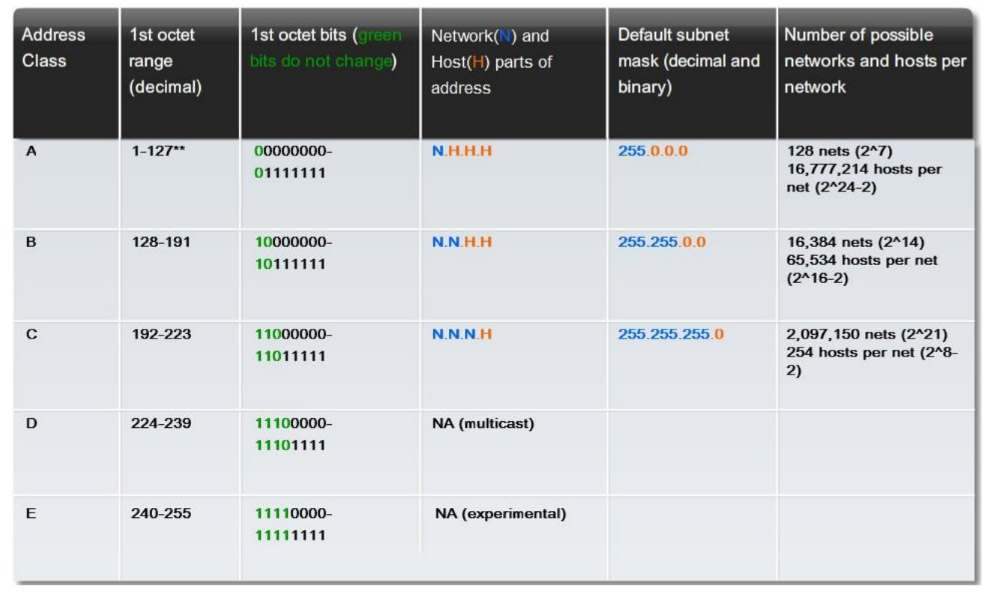 Address Class
1st octet range (decimal)
1st octet bits (green bits do not change)
Network(N) and Host(H) parts of address
Default subnet mask (decimal and binary)
Number of possible networks and hosts per network
A
1-127**
00000000-
01111111
N.H.H.H
255.0.0.0
128 nets (2^7)
16,777,214 hosts per
net (2^24-2)
B
128-191
10000000-
10111111
N.N.H.H
255.255.0.0
16,384 nets (2^14)
65,534 hosts per net
(2^16-2)
C
192-223
11000000-
11011111
N.N.N.H
255.255.255.0
2,097,150 nets (2^21)
254 hosts per net (2^8-
2)
D
224-239
11100000-
11101111
NA (multicast)
E
240-255
11110000-
11111111
NA (experimental)